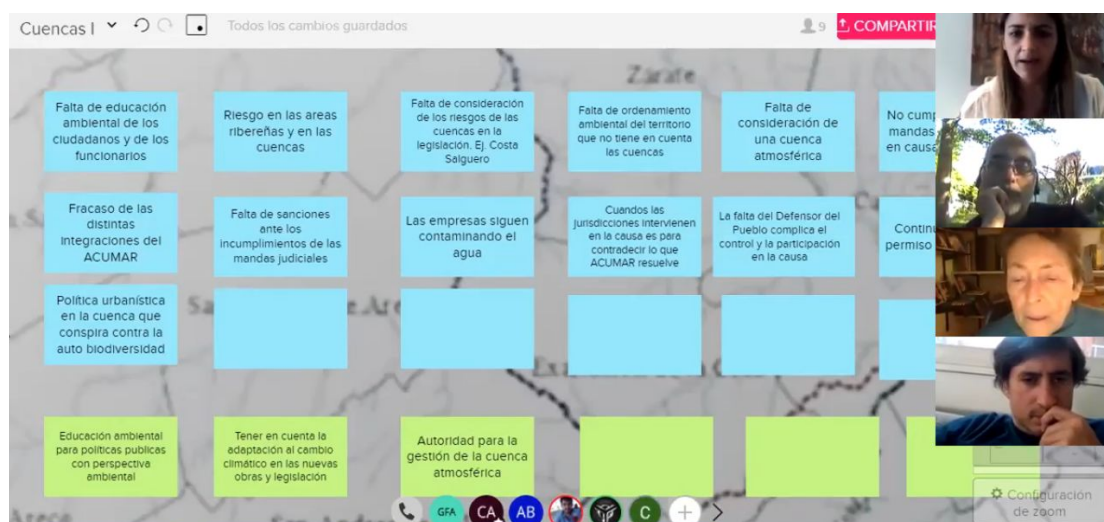 Cuencas I
Todos los cambios guardados
9
COMPARTIR
Zárate
Falta de educación
ambiental de los
ciudadanos y de los
funcionarios
Riesgo en las areas
ribereñas y en las
cuencas
Falta de consideración
de los riesgos de las
cuencas en la
legislación. Ej. Costa
Salguero
Falta de ordenamiento
ambiental del territorio
que no tiene en cuenta
las cuencas
Falta de
consideración de
una cuenca
atmosférica
No
mandas
en causa
Fracaso de las
distintas
integraciones del
ACUMAR
Falta de sanciones
ante los
incumplimientos de las
mandas judiciales
Las empresas siguen
contaminando el
agua
Cuandos las
jurisdicciones intervienen
en la causa es para
contradecir lo que
ACUMAR resuelve
La falta del Defensor del
Pueblo complica el
control y la participación
en la causa
permiso
Política urbanística
en la cuenca que
conspira contra la
auto biodiversidad
Educación ambiental
para políticas publicas
con perspectiva
ambiental
Tener en cuenta la
adaptación al cambio
climático en las nuevas
obras y legislación
Autoridad para la
gestión de la cuenca
atmosférica
GFA
CA
AB
C
Configuración
de zoom